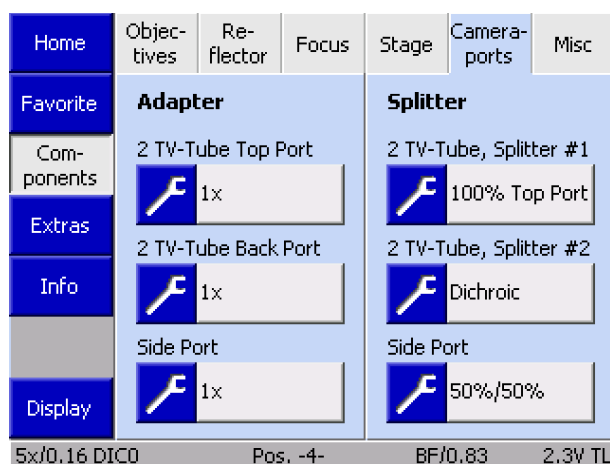 Home
Objec-
tives
Re-
flector
Focus
Stage
Camera-
ports
Misc
Favorite
Com-
ponents
Extras
Info
Display
Adapter
2 TV-Tube Top Port
1x
2 TV-Tube Back Port
1x
Side Port
1x
Splitter
2 TV-Tube, Splitter #1
100% Top Port
2 TV-Tube, Splitter #2
Dichroic
Side Port
50%/50%
5x/0.16 DIC0 Pos. -4- BF/0.83 2.3V TL